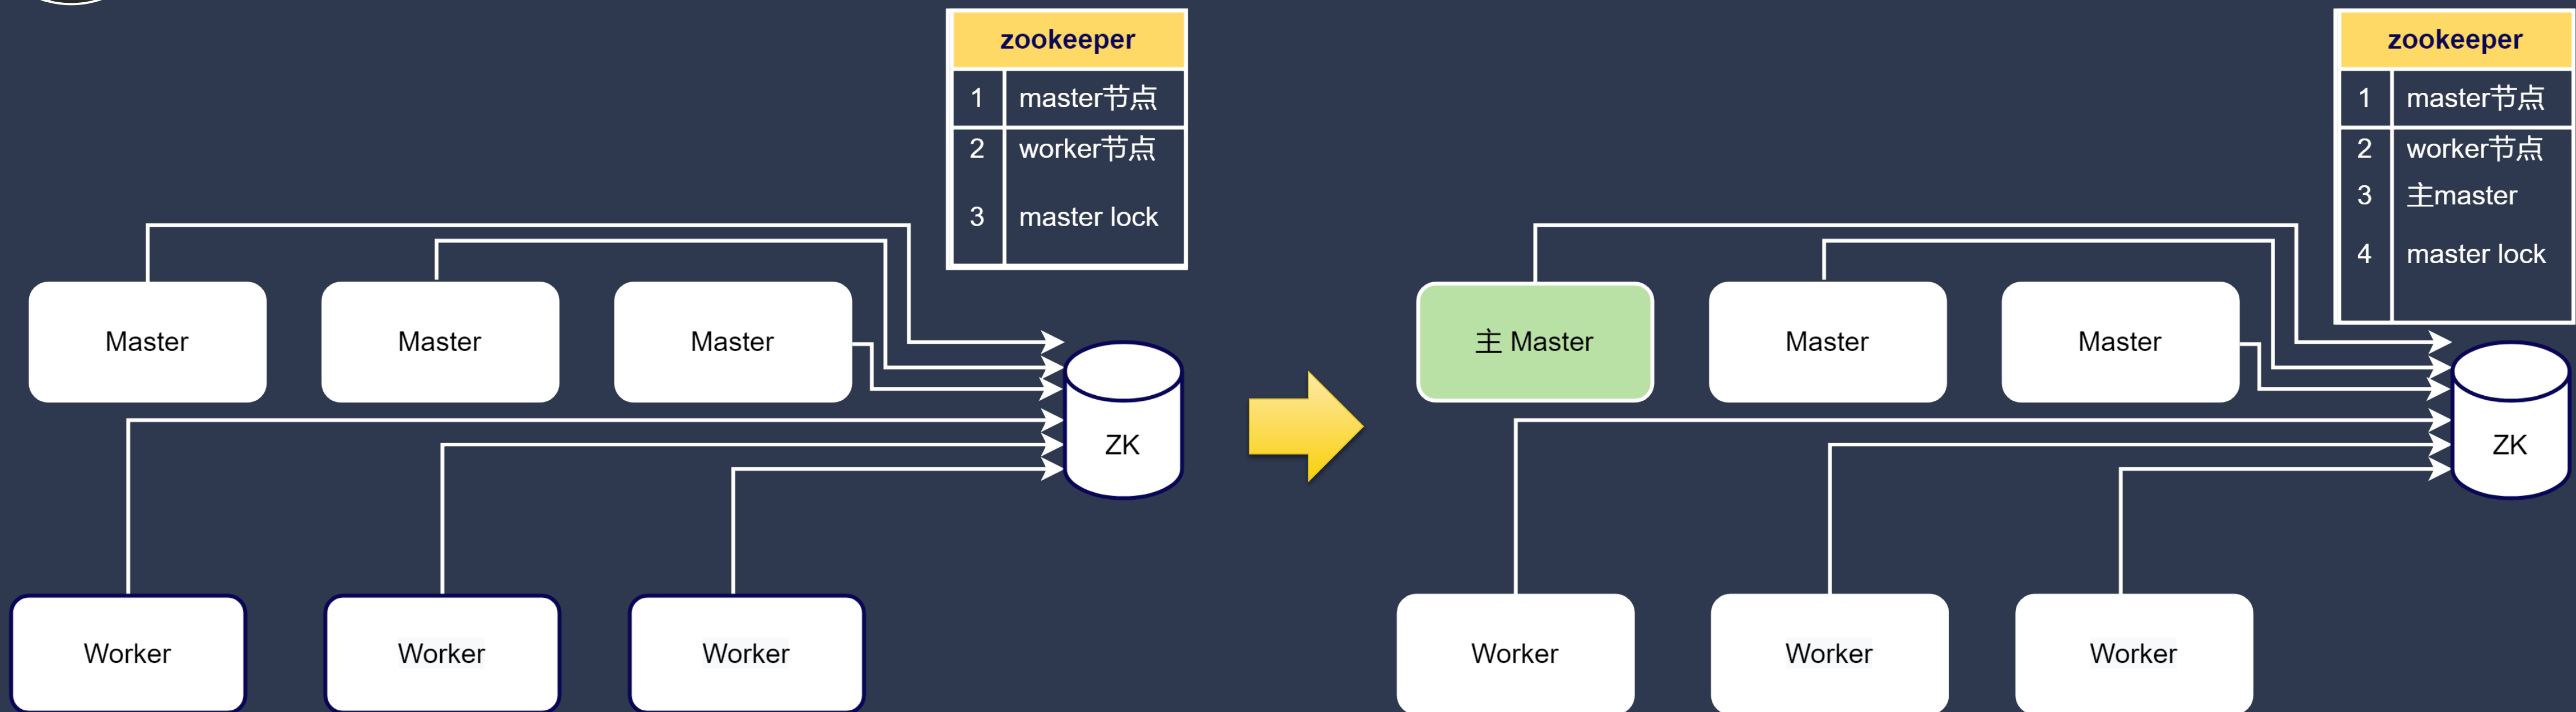 zookeeper
1 master节点
2 worker节点
3 master lock
Master
Master
Master
ZK
Worker
Worker
Worker
zookeeper
1 master节点
2 worker节点
3 主master
4 master lock
主 Master
Master
Master
ZK
Worker
Worker
Worker